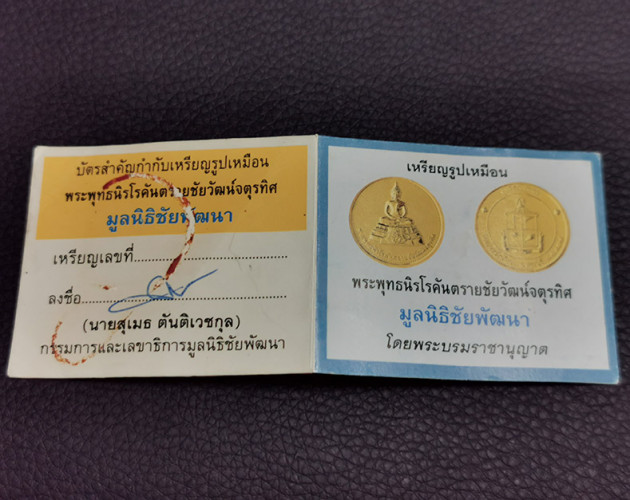 บัตรสำคัญกำกับเหรียญรูปเหมือน
พระพุทธนิรโรคันตรายชัยวัฒน์จตุรทิศ
มูลนิธิชัยพัฒนา
เหรียญเลขที่..............................
ลงชื่อ..............................
(นายสุเมธ ตันติเวชกุล)
กรรมการและเลขาธิการมูลนิธิชัยพัฒนา
เหรียญรูปเหมือน
พระพุทธนิรโรคันตรายชัยวัฒน์จตุรทิศ
มูลนิธิชัยพัฒนา
โดยพระบรมราชานุญาต